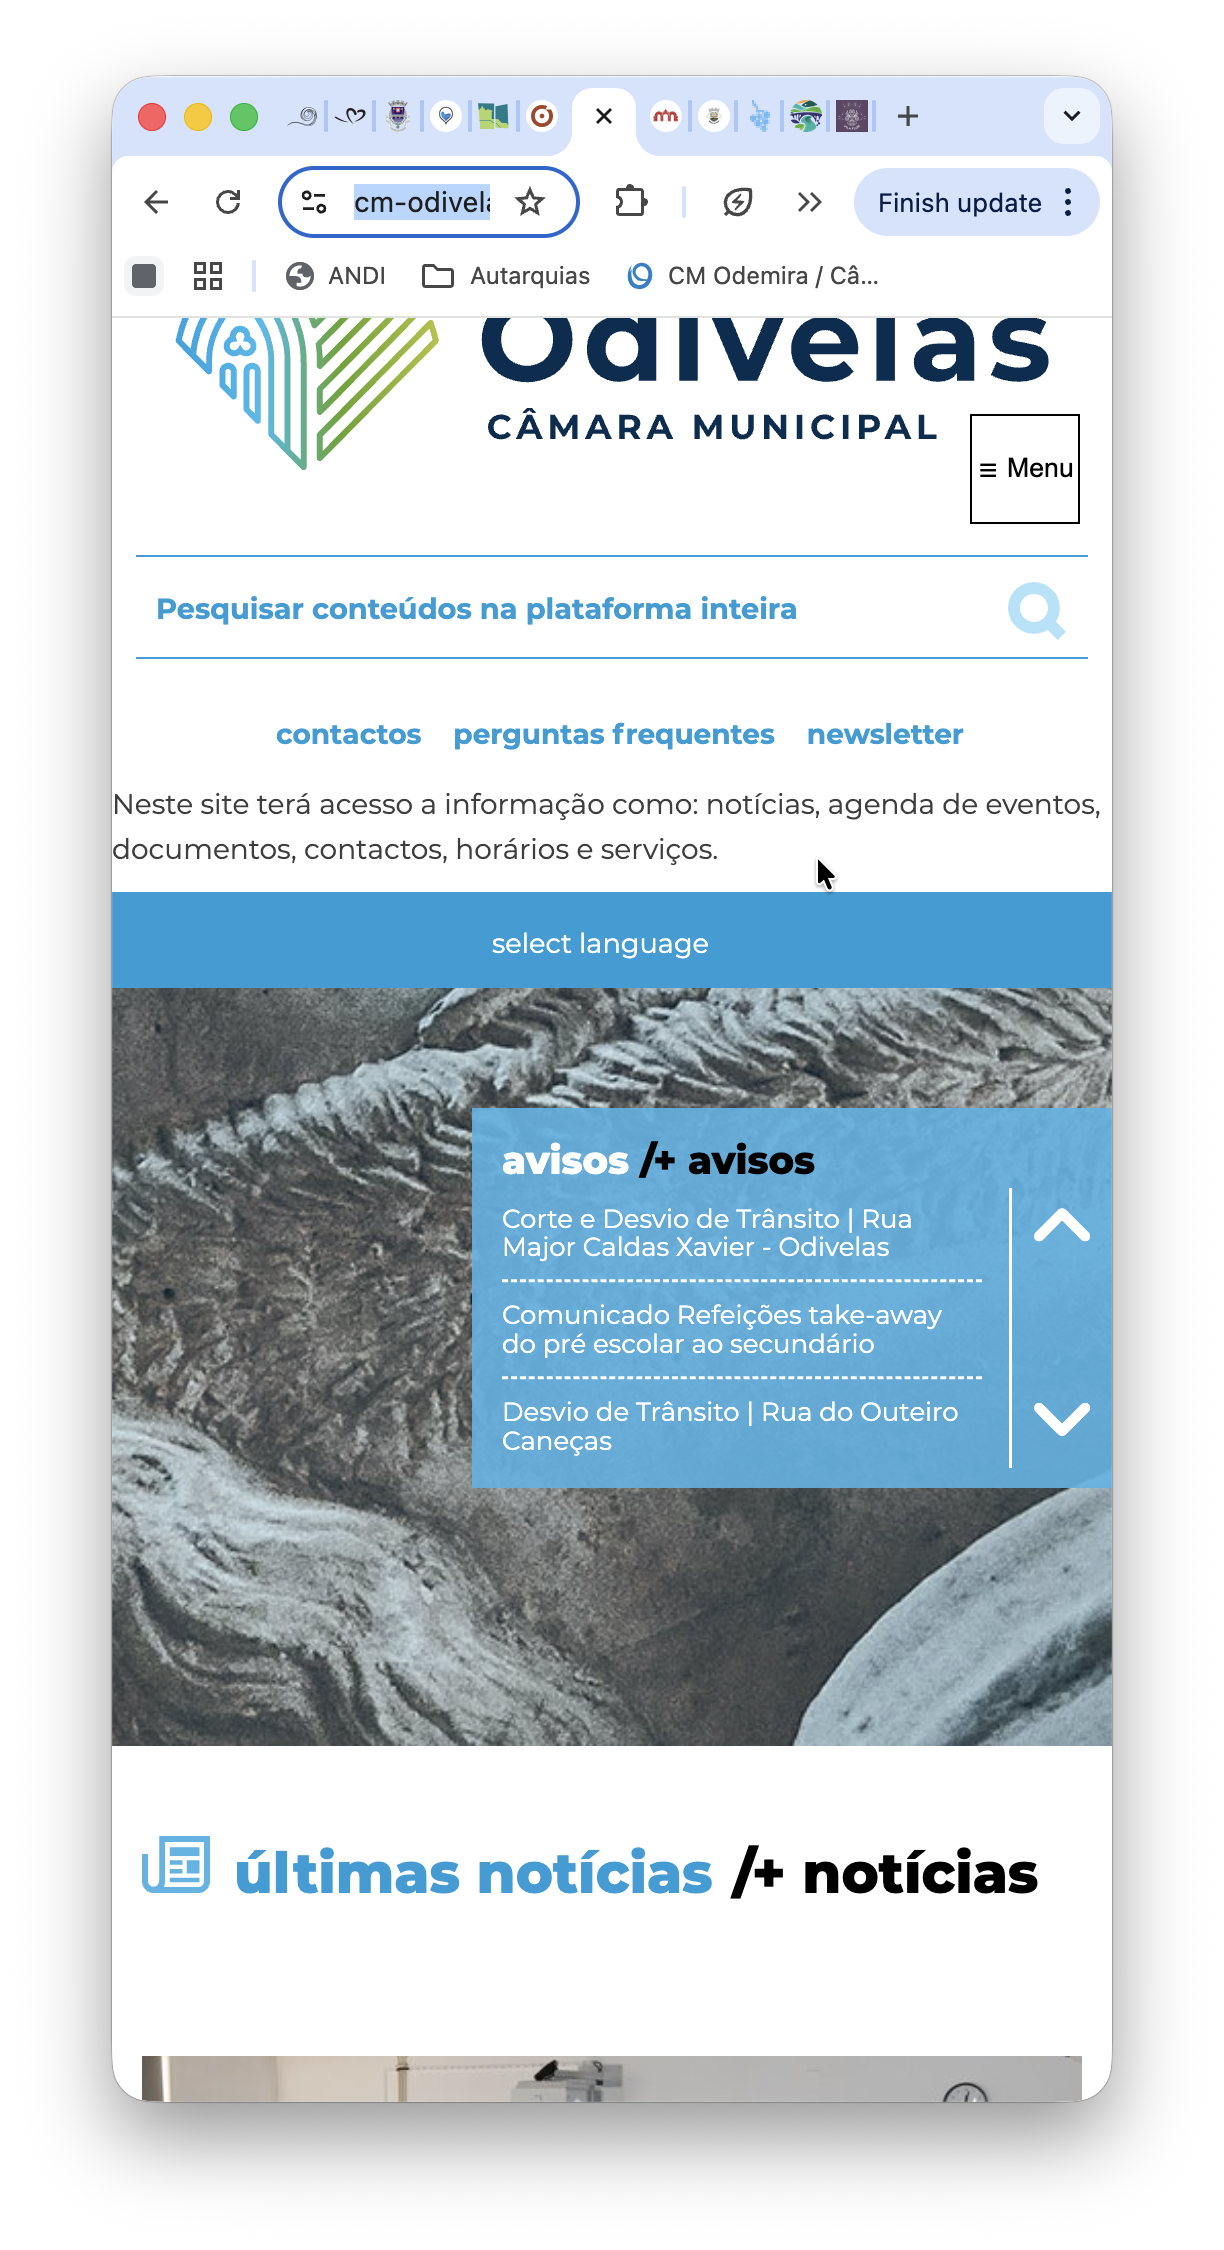 cm-odivela
Finish update
ANDI
Autarquias
CM Odemira / Câ...
Odivelas
CÂMARA MUNICIPAL
≡ Menu
Pesquisar conteúdos na plataforma inteira
contactos perguntas frequentes newsletter
Neste site terá acesso a informação como: notícias, agenda de eventos,
documentos, contactos, horários e serviços.
select language
avisos /+ avisos
Corte e Desvio de Trânsito | Rua
Major Caldas Xavier - Odivelas
Comunicado Refeições take-away
do pré escolar ao secundário
Desvio de Trânsito | Rua do Outeiro
Caneças
últimas notícias /+ notícias